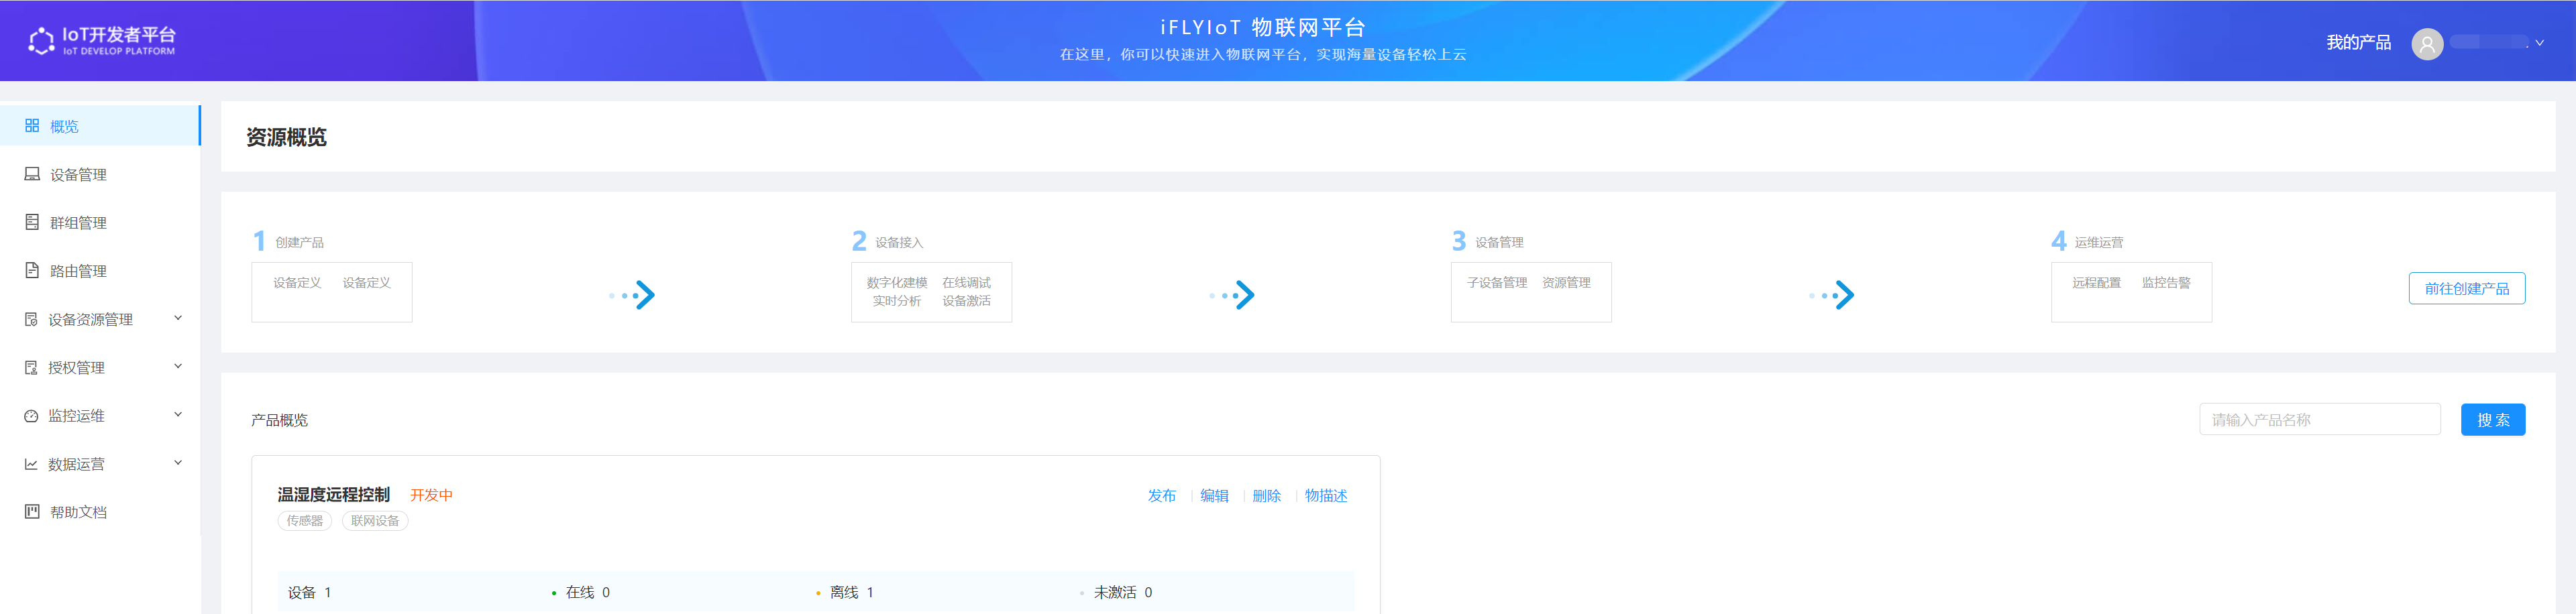 IoT开发者平台
IoT DEVELOP PLATFORM
iFLYIoT 物联网平台
在这里，你可以快速进入物联网平台，实现海量设备轻松上云
我的产品
概览
设备管理
群组管理
路由管理
设备资源管理
授权管理
监控运维
数据运营
帮助文档
资源概览
1 创建产品
设备定义 设备定义
2 设备接入
数字化建模 在线调试
实时分析 设备激活
3 设备管理
子设备管理 资源管理
4 运维运营
远程配置 监控告警
前往创建产品
产品概览
请输入产品名称
搜 索
温湿度远程控制 开发中
发布 编辑 删除 物描述
传感器 联网设备
设备 1 在线 0 离线 1 未激活 0